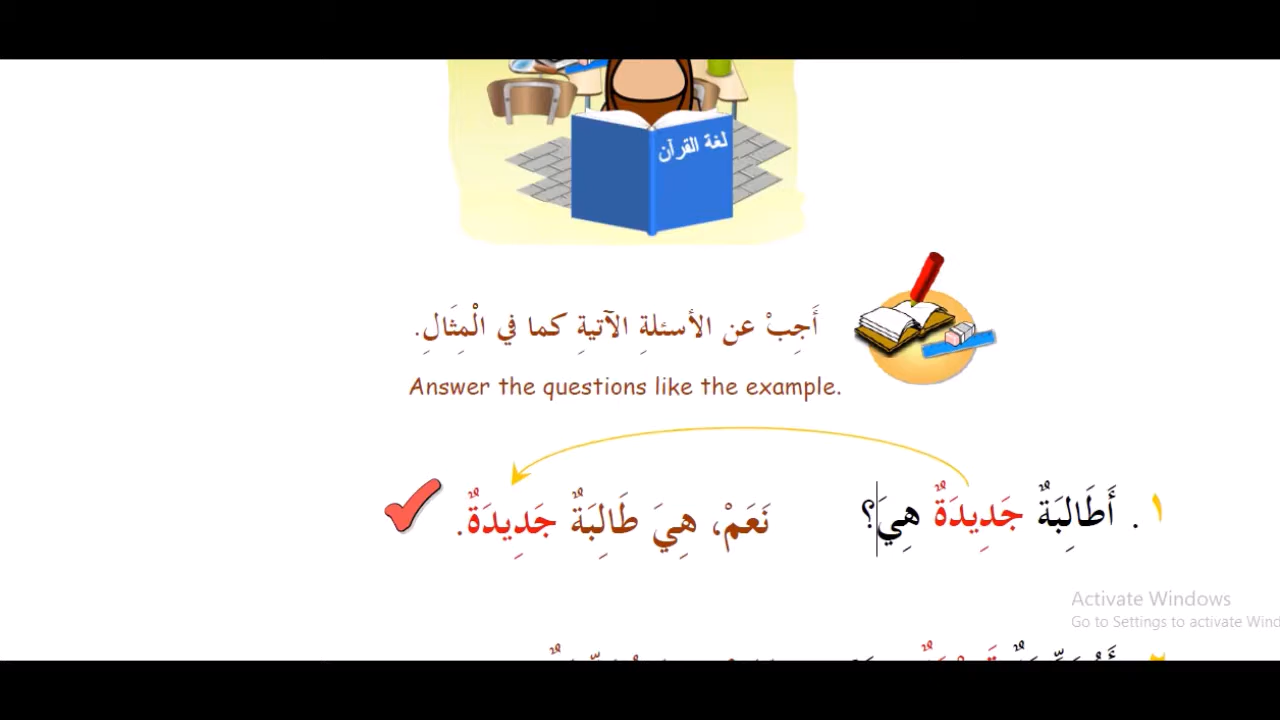 لغة القرآن
أَجِبْ عن الأسئلةِ الآتيةِ كما في الْمِثَالِ.
Answer the questions like the example.
١. أَطَالِبَةٌ جَدِيدَةٌ هِيَ؟ نَعَمْ، هِيَ طَالِبَةٌ جَدِيدَةٌ.
Activate Windows
Go to Settings to activate Wind